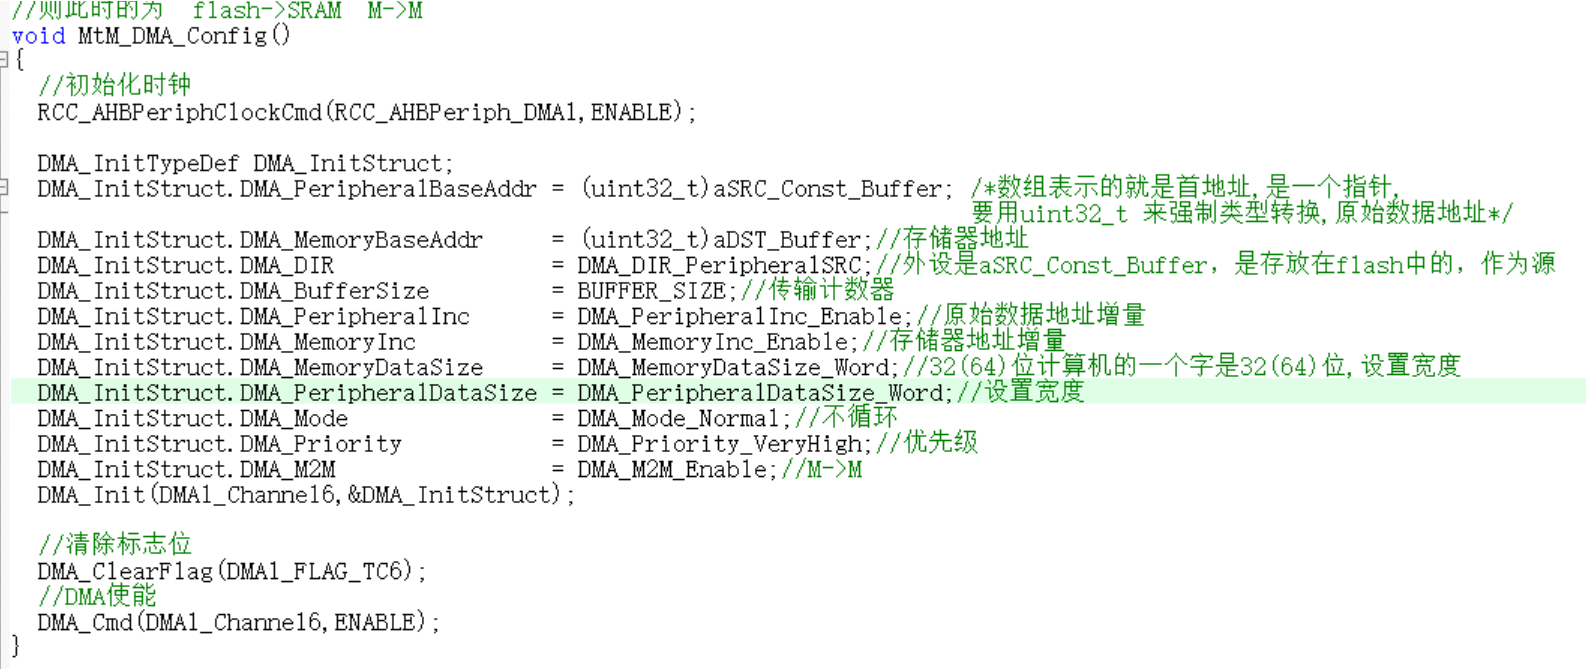 //则此时的为  flash->SRAM  M->M
void MtM_DMA_Config()
{
  //初始化时钟
  RCC_AHBPeriphClockCmd(RCC_AHBPeriph_DMA1,ENABLE);
  DMA_InitTypeDef DMA_InitStruct;
  DMA_InitStruct.DMA_PeripheralBaseAddr = (uint32_t)aSRC_Const_Buffer; /*数组表示的就是首地址,是一个指针,
要用uint32_t 来强制类型转换,原始数据地址*/
  DMA_InitStruct.DMA_MemoryBaseAddr     = (uint32_t)aDST_Buffer;//存储器地址
  DMA_InitStruct.DMA_DIR                = DMA_DIR_PeripheralSRC;//外设是aSRC_Const_Buffer，是存放在flash中的，作为源
  DMA_InitStruct.DMA_BufferSize         = BUFFER_SIZE;//传输计数器
  DMA_InitStruct.DMA_PeripheralInc      = DMA_PeripheralInc_Enable;//原始数据地址增量
  DMA_InitStruct.DMA_MemoryInc          = DMA_MemoryInc_Enable;//存储器地址增量
  DMA_InitStruct.DMA_MemoryDataSize     = DMA_MemoryDataSize_Word;//32(64)位计算机的一个字是32(64)位,设置宽度
  DMA_InitStruct.DMA_PeripheralDataSize = DMA_PeripheralDataSize_Word;//设置宽度
  DMA_InitStruct.DMA_Mode               = DMA_Mode_Normal;//不循环
  DMA_InitStruct.DMA_Priority           = DMA_Priority_VeryHigh;//优先级
  DMA_InitStruct.DMA_M2M                = DMA_M2M_Enable;//M->M
  DMA_Init(DMA1_Channel6,&DMA_InitStruct);
  //清除标志位
  DMA_ClearFlag(DMA1_FLAG_TC6);
  //DMA使能
  DMA_Cmd(DMA1_Channel6,ENABLE);
}